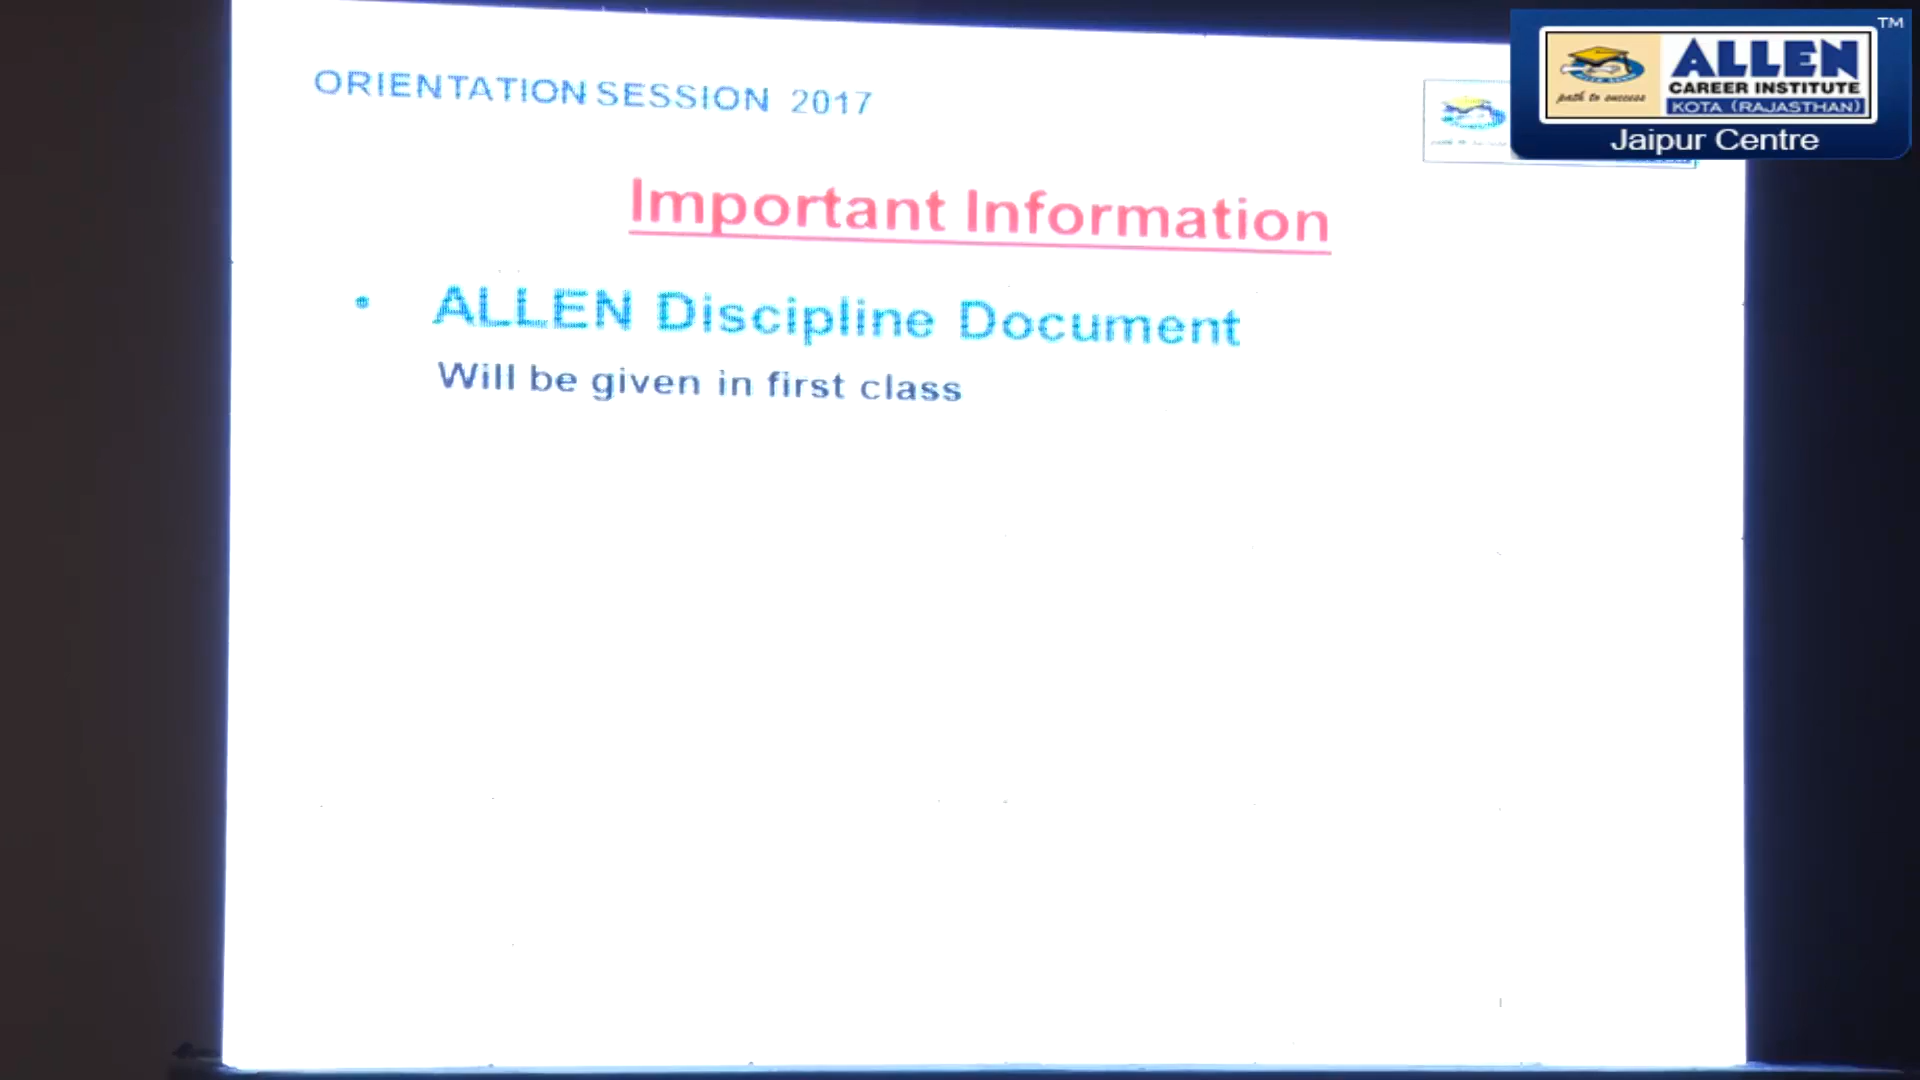 ORIENTATION SESSION 2017
TM
ALLEN
CAREER INSTITUTE
KOTA (RAJASTHAN)
path to success
Jaipur Centre
Important Information
• ALLEN Discipline Document
Will be given in first class